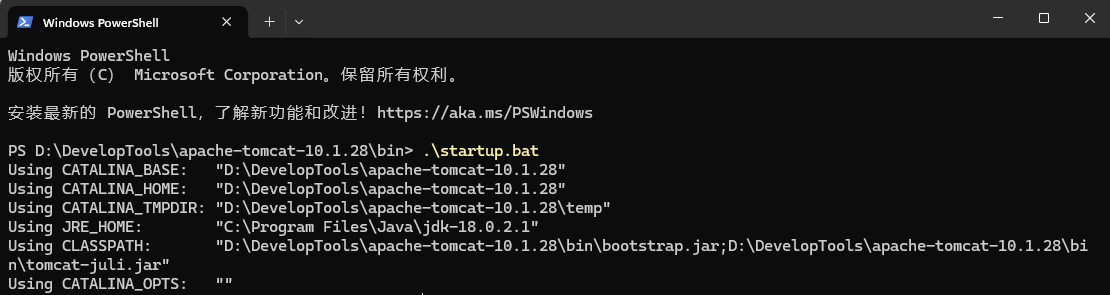 Windows PowerShell
Windows PowerShell
版权所有（C） Microsoft Corporation。保留所有权利。
安装最新的 PowerShell，了解新功能和改进！https://aka.ms/PSWindows
PS D:\DevelopTools\apache-tomcat-10.1.28\bin> .\startup.bat
Using CATALINA_BASE:   "D:\DevelopTools\apache-tomcat-10.1.28"
Using CATALINA_HOME:   "D:\DevelopTools\apache-tomcat-10.1.28"
Using CATALINA_TMPDIR: "D:\DevelopTools\apache-tomcat-10.1.28\temp"
Using JRE_HOME:        "C:\Program Files\Java\jdk-18.0.2.1"
Using CLASSPATH:       "D:\DevelopTools\apache-tomcat-10.1.28\bin\bootstrap.jar;D:\DevelopTools\apache-tomcat-10.1.28\bi
n\tomcat-juli.jar"
Using CATALINA_OPTS:   ""